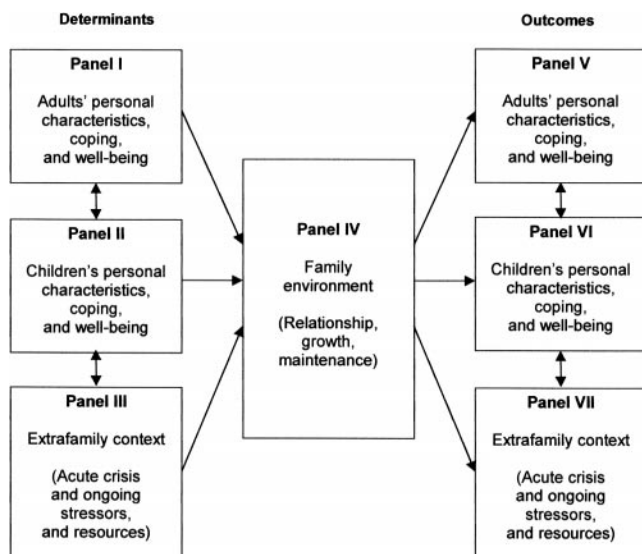 Determinants
Outcomes
Panel I
Adults' personal
characteristics,
coping,
and well-being
Panel II
Children's personal
characteristics,
coping,
and well-being
Panel III
Extrafamily context
(Acute crisis
and ongoing
stressors,
and resources)
Panel IV
Family
environment
(Relationship,
growth,
maintenance)
Panel V
Adults' personal
characteristics,
coping,
and well-being
Panel VI
Children's personal
characteristics,
coping,
and well-being
Panel VII
Extrafamily context
(Acute crisis
and ongoing
stressors,
and resources)